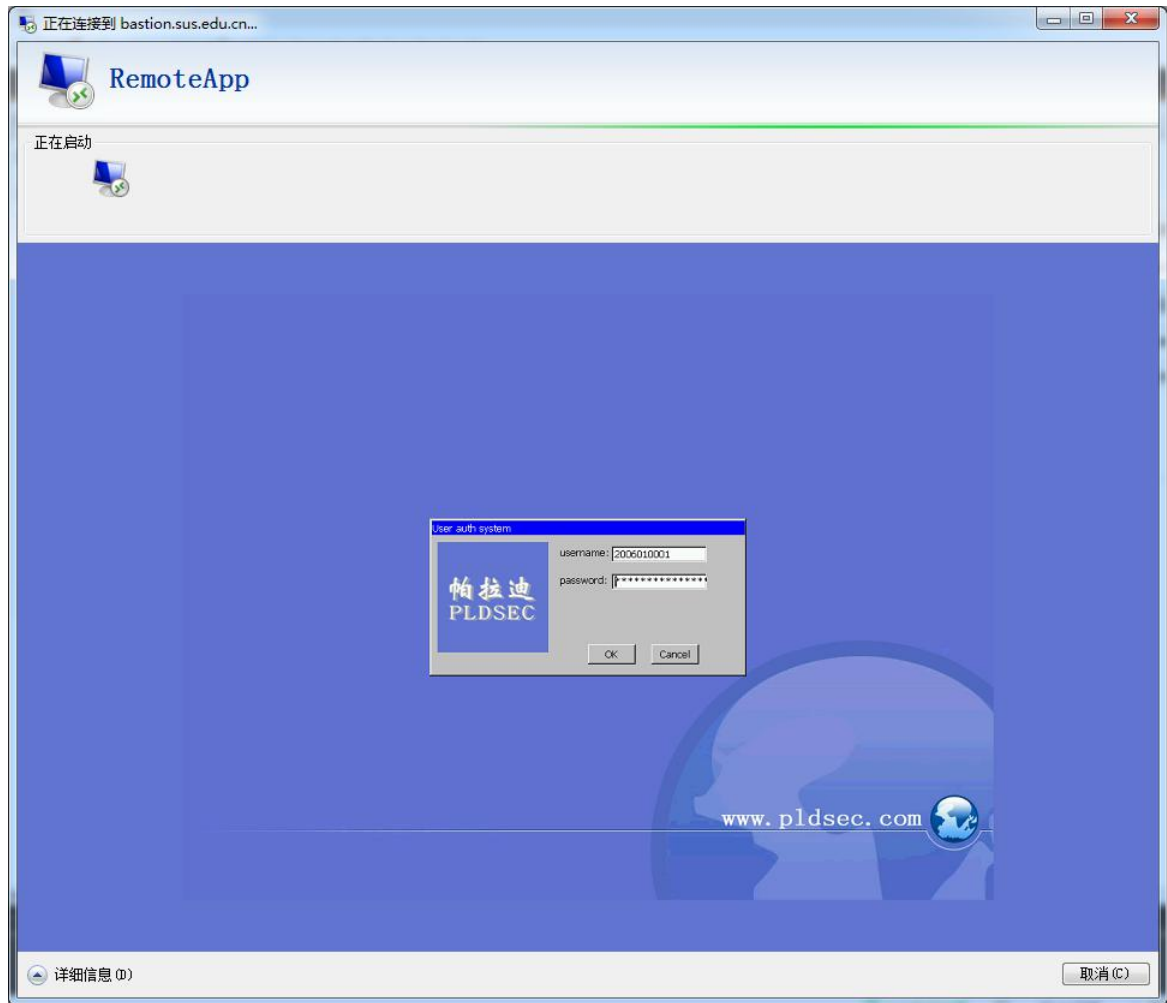 正在连接到 bastion.sus.edu.cn...
RemoteApp
正在启动
User auth system
username: 2006010001
password: ***************
帕拉迪
PLDSEC
OK Cancel
www.pldsec.com
详细信息(D) 取消(C)